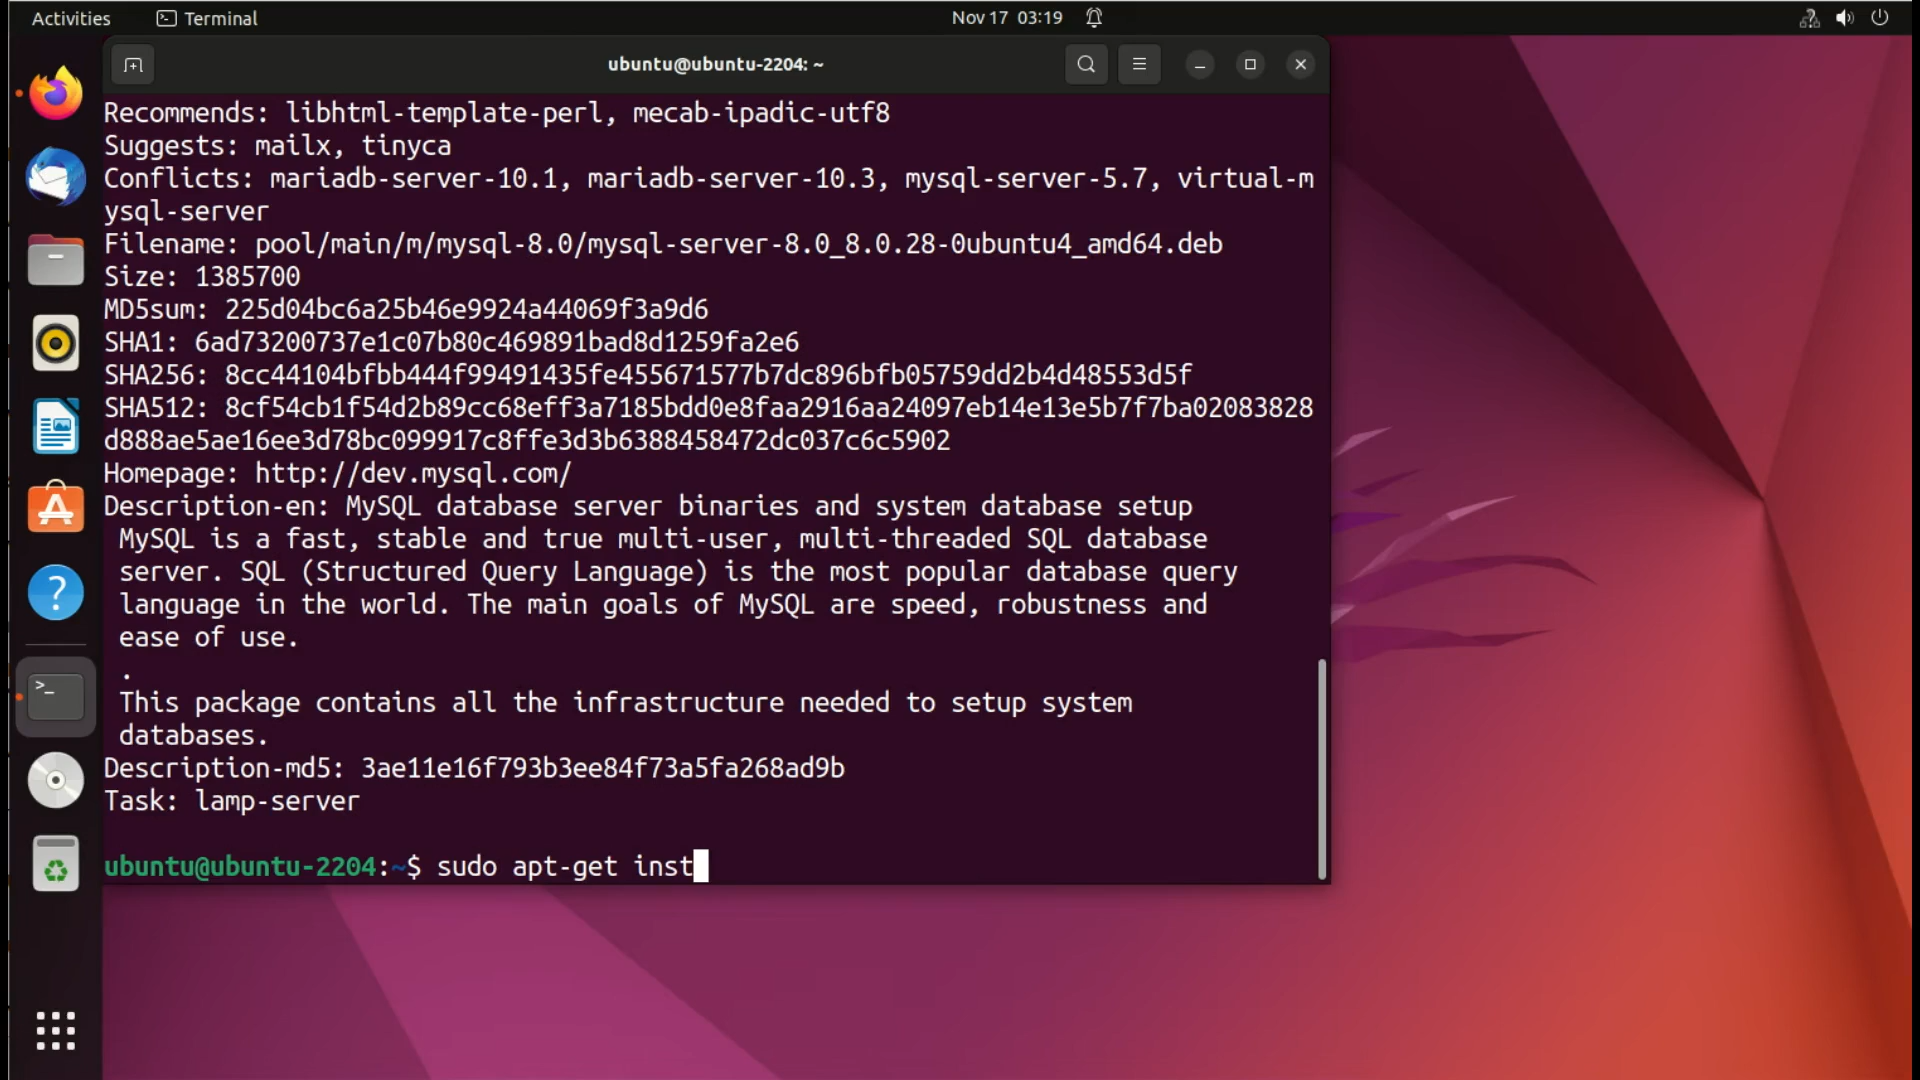 Activities
Terminal
Nov 17 03:19
ubuntu@ubuntu-2204: ~
Recommends: libhtml-template-perl, mecab-ipadic-utf8
Suggests: mailx, tinyca
Conflicts: mariadb-server-10.1, mariadb-server-10.3, mysql-server-5.7, virtual-m
ysql-server
Filename: pool/main/m/mysql-8.0/mysql-server-8.0_8.0.28-0ubuntu4_amd64.deb
Size: 1385700
MD5sum: 225d04bc6a25b46e9924a44069f3a9d6
SHA1: 6ad73200737e1c07b80c469891bad8d1259fa2e6
SHA256: 8cc44104bfbb444f99491435fe455671577b7dc896bfb05759dd2b4d48553d5f
SHA512: 8cf54cb1f54d2b89cc68eff3a7185bdd0e8faa2916aa24097eb14e13e5b7f7ba02083828
d888ae5ae16ee3d78bc099917c8ffe3d3b6388458472dc037c6c5902
Homepage: http://dev.mysql.com/
Description-en: MySQL database server binaries and system database setup
 MySQL is a fast, stable and true multi-user, multi-threaded SQL database
 server. SQL (Structured Query Language) is the most popular database query
 language in the world. The main goals of MySQL are speed, robustness and
 ease of use.
 .
 This package contains all the infrastructure needed to setup system
 databases.
Description-md5: 3ae11e16f793b3ee84f73a5fa268ad9b
Task: lamp-server
ubuntu@ubuntu-2204:~$ sudo apt-get inst